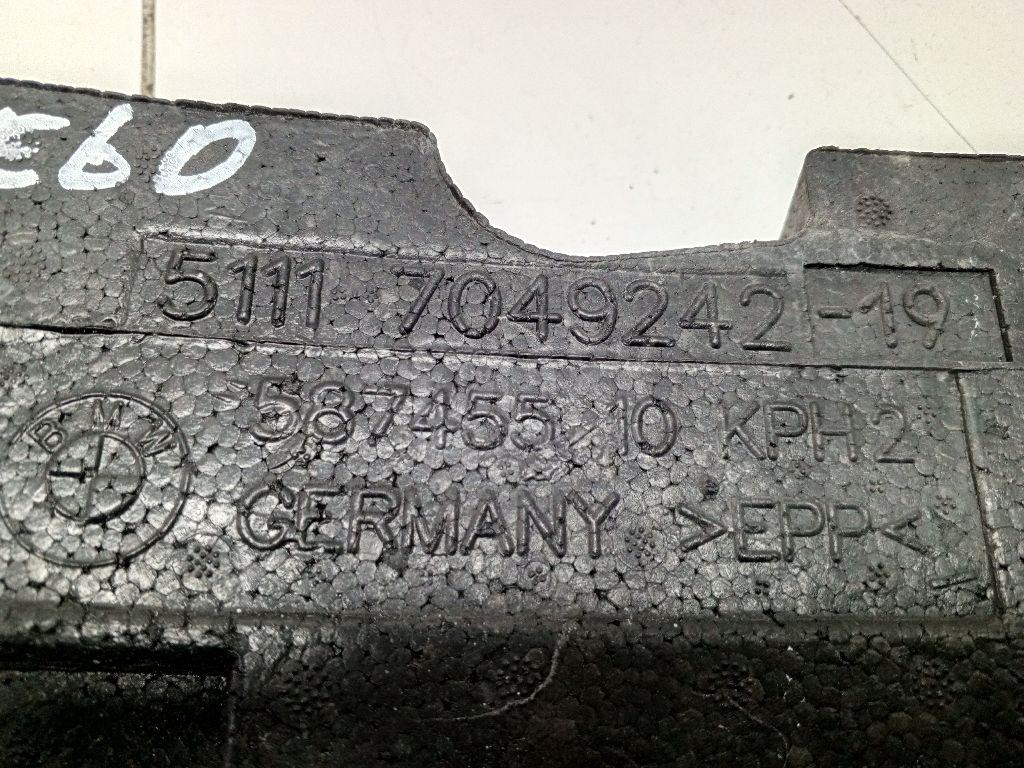 E60
5111 7049242-19
587455 10 KPH2
BMW
GERMANY >EPP<